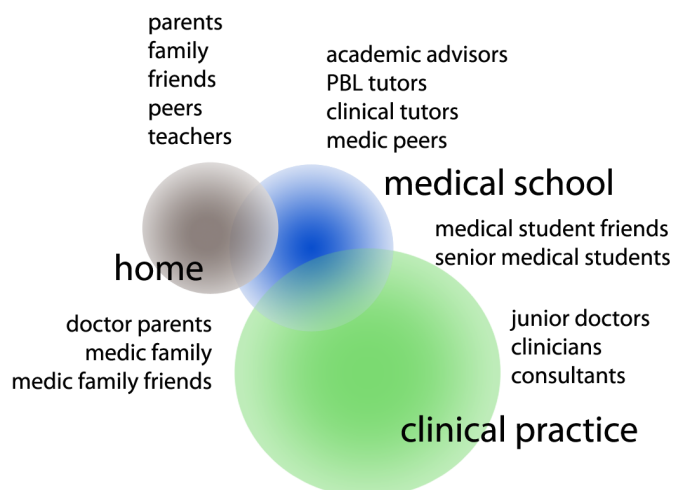 parents
family
friends
peers
teachers
academic advisors
PBL tutors
clinical tutors
medic peers
medical school
medical student friends
senior medical students
home
doctor parents
medic family
medic family friends
junior doctors
clinicians
consultants
clinical practice